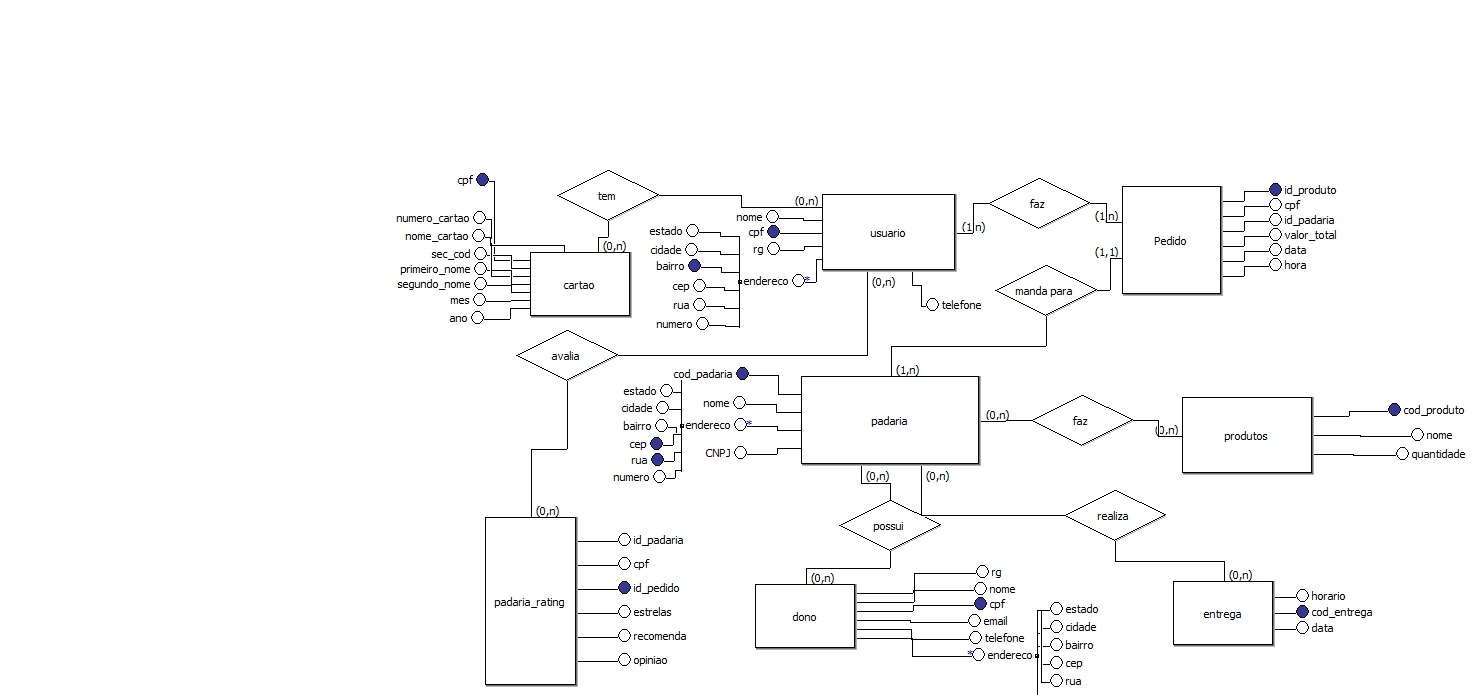 cpf
numero_cartao
nome_cartao
sec_cod
primeiro_nome
segundo_nome
mes
ano
cartao
(0,n)
tem
(0,n)
nome
cpf
rg
endereco
*
estado
cidade
bairro
cep
rua
numero
usuario
(0,n)
telefone
(1,n)
faz
(1,n)
(1,1)
manda para
Pedido
id_produto
cpf
id_padaria
valor_total
data
hora
avalia
(1,n)
cod_padaria
nome
endereco
*
CNPJ
estado
cidade
bairro
cep
rua
numero
padaria
(0,n)
faz
(0,n)
produtos
cod_produto
nome
quantidade
(0,n)
(0,n)
possui
realiza
(0,n)
padaria_rating
id_padaria
cpf
id_pedido
estrelas
recomenda
opiniao
(0,n)
dono
rg
nome
cpf
email
telefone
*
endereco
estado
cidade
bairro
cep
rua
(0,n)
entrega
horario
cod_entrega
data